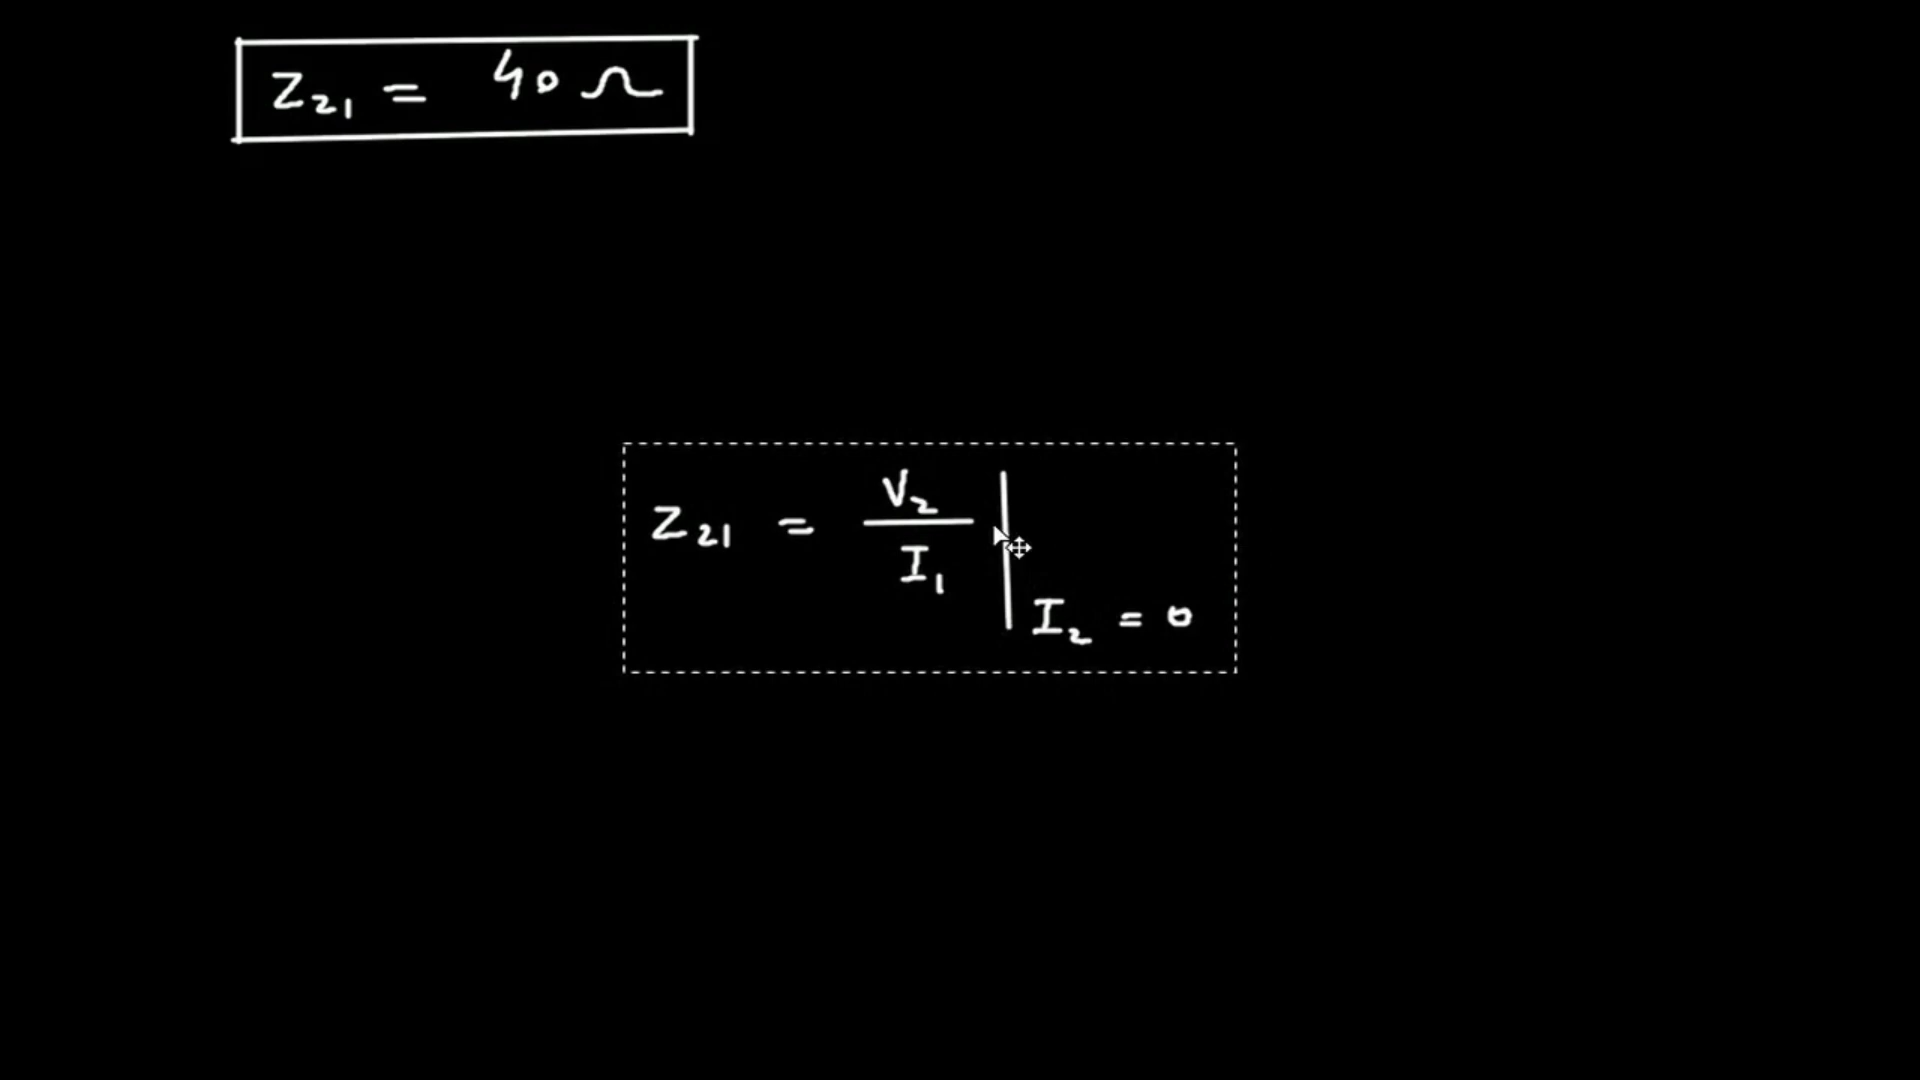 Z₂₁ = 40 Ω
Z₂₁ = V₂ / I₁ | I₂ = 0